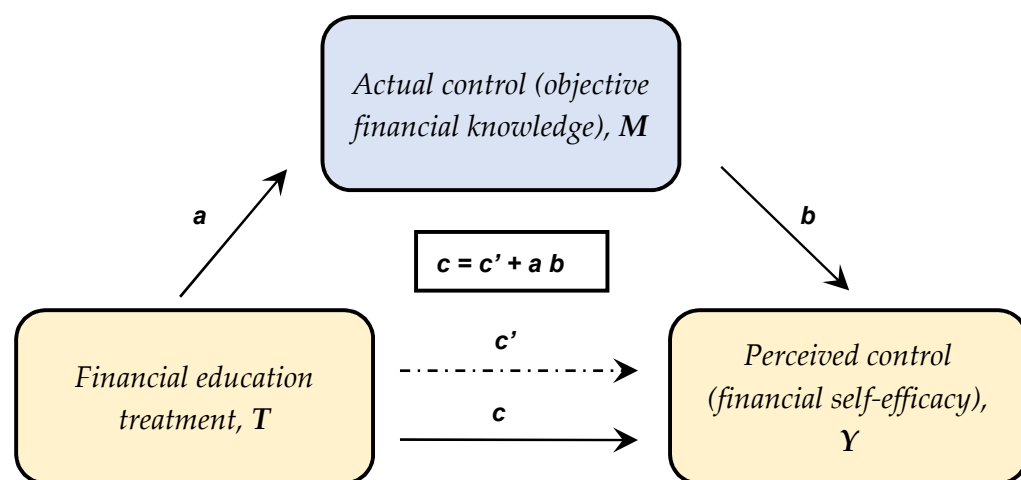 Actual control (objective
financial knowledge), M
a
b
c = c’ + a b
c’
Financial education
treatment, T
c
Perceived control
(financial self-efficacy),
Y